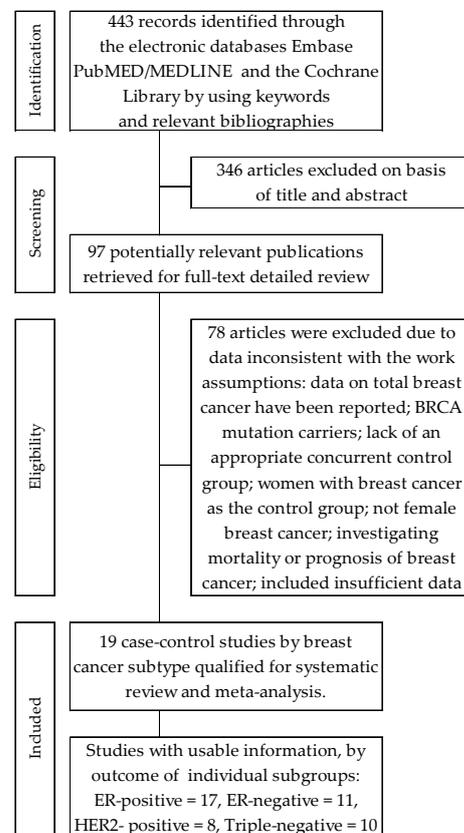 Identification
443 records identified through
the electronic databases Embase
PubMED/MEDLINE and the Cochrane
Library by using keywords
and relevant bibliographies
Screening
346 articles excluded on basis
of title and abstract
97 potentially relevant publications
retrieved for full-text detailed review
Eligibility
78 articles were excluded due to
data inconsistent with the work
assumptions: data on total breast
cancer have been reported; BRCA
mutation carriers; lack of an
appropriate concurrent control
group; women with breast cancer
as the control group; not female
breast cancer; investigating
mortality or prognosis of breast
cancer; included insufficient data
Included
19 case-control studies by breast
cancer subtype qualified for systematic
review and meta-analysis.
Studies with usable information, by
outcome of individual subgroups:
ER-positive = 17, ER-negative = 11,
HER2- positive = 8, Triple-negative = 10